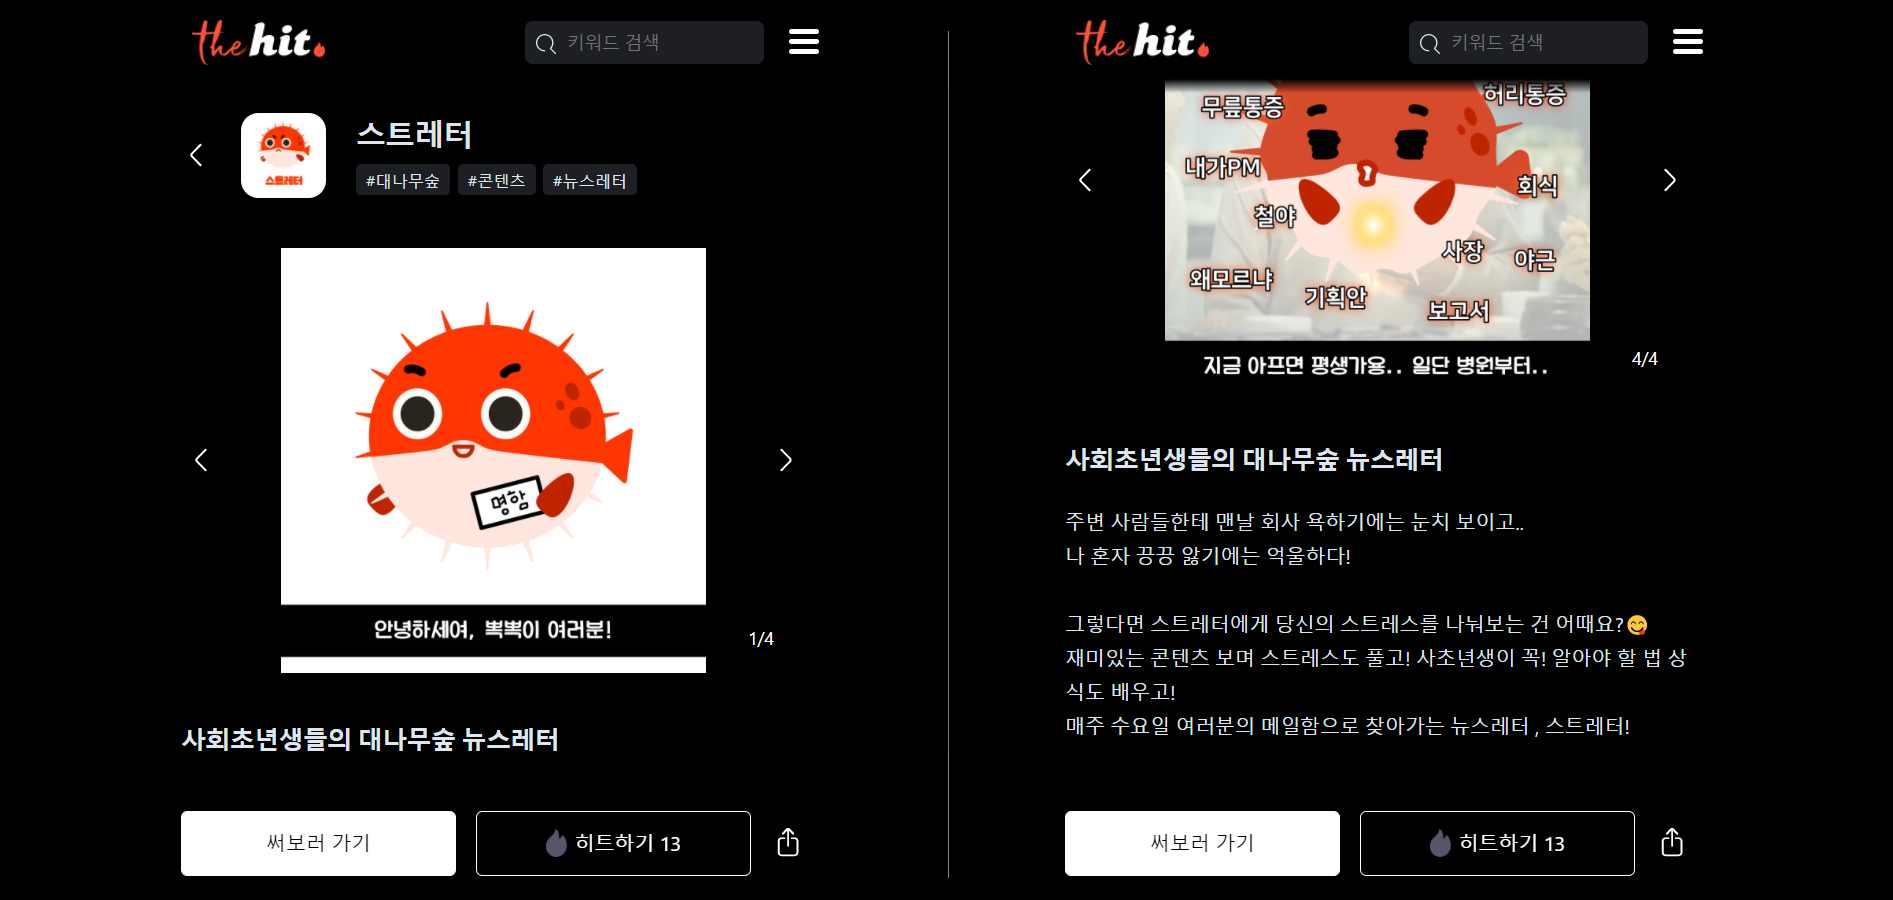 the hit.
키워드 검색
스트레터
스트레터
#대나무숲 #콘텐츠 #뉴스레터
명함
안녕하세여, 뽁뽁이 여러분!
1/4
사회초년생들의 대나무숲 뉴스레터
써보러 가기
히트하기 13
the hit.
키워드 검색
무릎통증
허리통증
내가PM
회식
철야
사장
야근
왜모르냐
기획안
보고서
지금 아프면 평생가용.. 일단 병원부터..
4/4
사회초년생들의 대나무숲 뉴스레터
주변 사람들한테 맨날 회사 욕하기에는 눈치 보이고..
나 혼자 끙끙 앓기에는 억울하다!
그렇다면 스트레터에게 당신의 스트레스를 나눠보는 건 어때요?😋
재미있는 콘텐츠 보며 스트레스도 풀고! 사초년생이 꼭! 알아야 할 법 상
식도 배우고!
매주 수요일 여러분의 메일함으로 찾아가는 뉴스레터 , 스트레터!
써보러 가기
히트하기 13